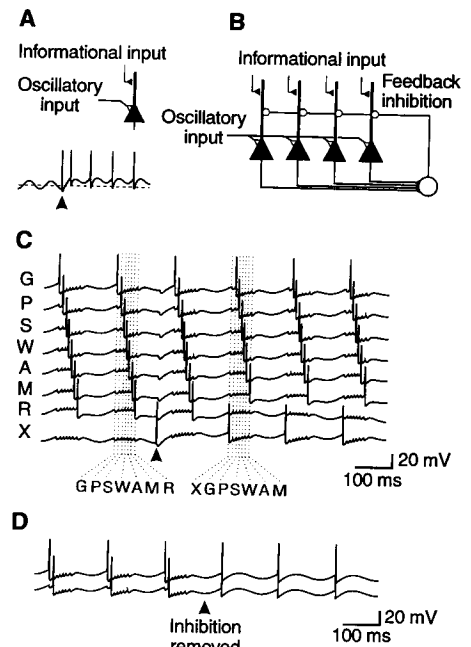 A
Informational input
Oscillatory
input
B
Informational input
Feedback
inhibition
Oscillatory
input
C
G
P
S
W
A
M
R
X
GPSWAMR XGPSWAM
20 mV
100 ms
D
Inhibition
removed
20 mV
100 ms